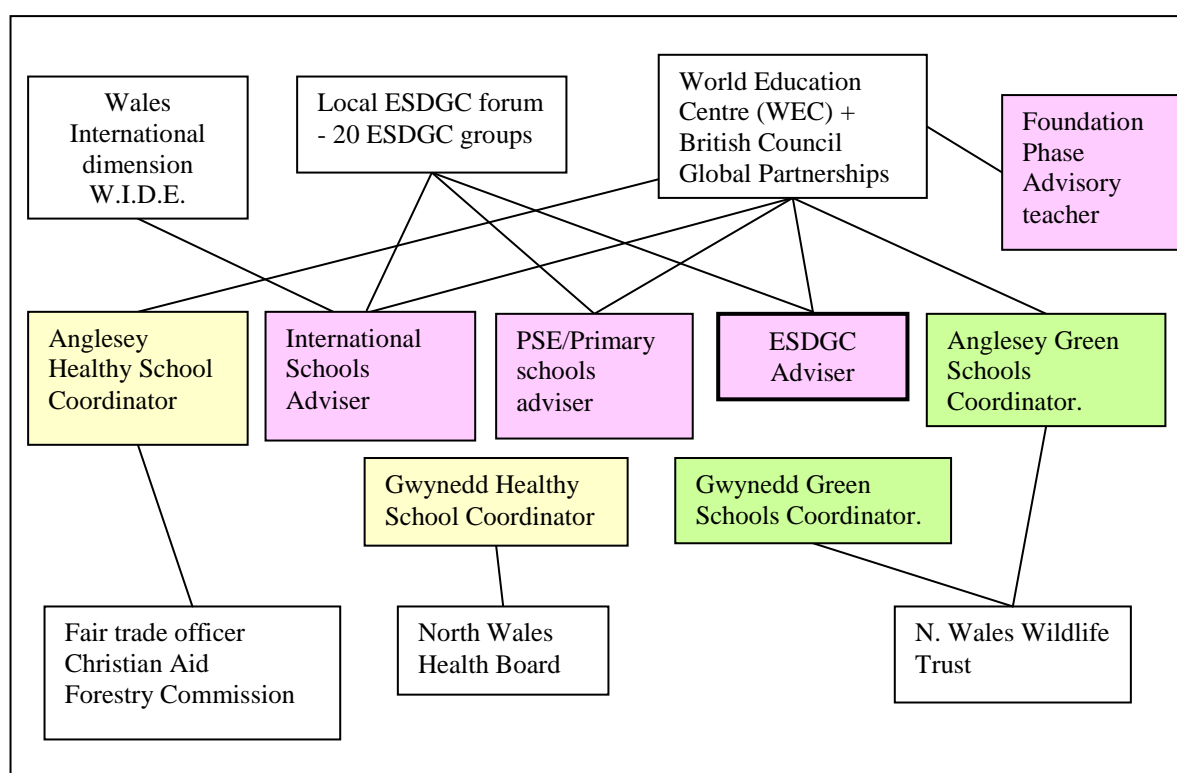 Wales
International
dimension
W.I.D.E.
Local ESDGC forum
- 20 ESDGC groups
World Education
Centre (WEC) +
British Council
Global Partnerships
Foundation
Phase
Advisory
teacher
Anglesey
Healthy School
Coordinator
International
Schools
Adviser
PSE/Primary
schools
adviser
ESDGC
Adviser
Anglesey Green
Schools
Coordinator.
Gwynedd Healthy
School Coordinator
Gwynedd Green
Schools Coordinator.
Fair trade officer
Christian Aid
Forestry Commission
North Wales
Health Board
N. Wales Wildlife
Trust